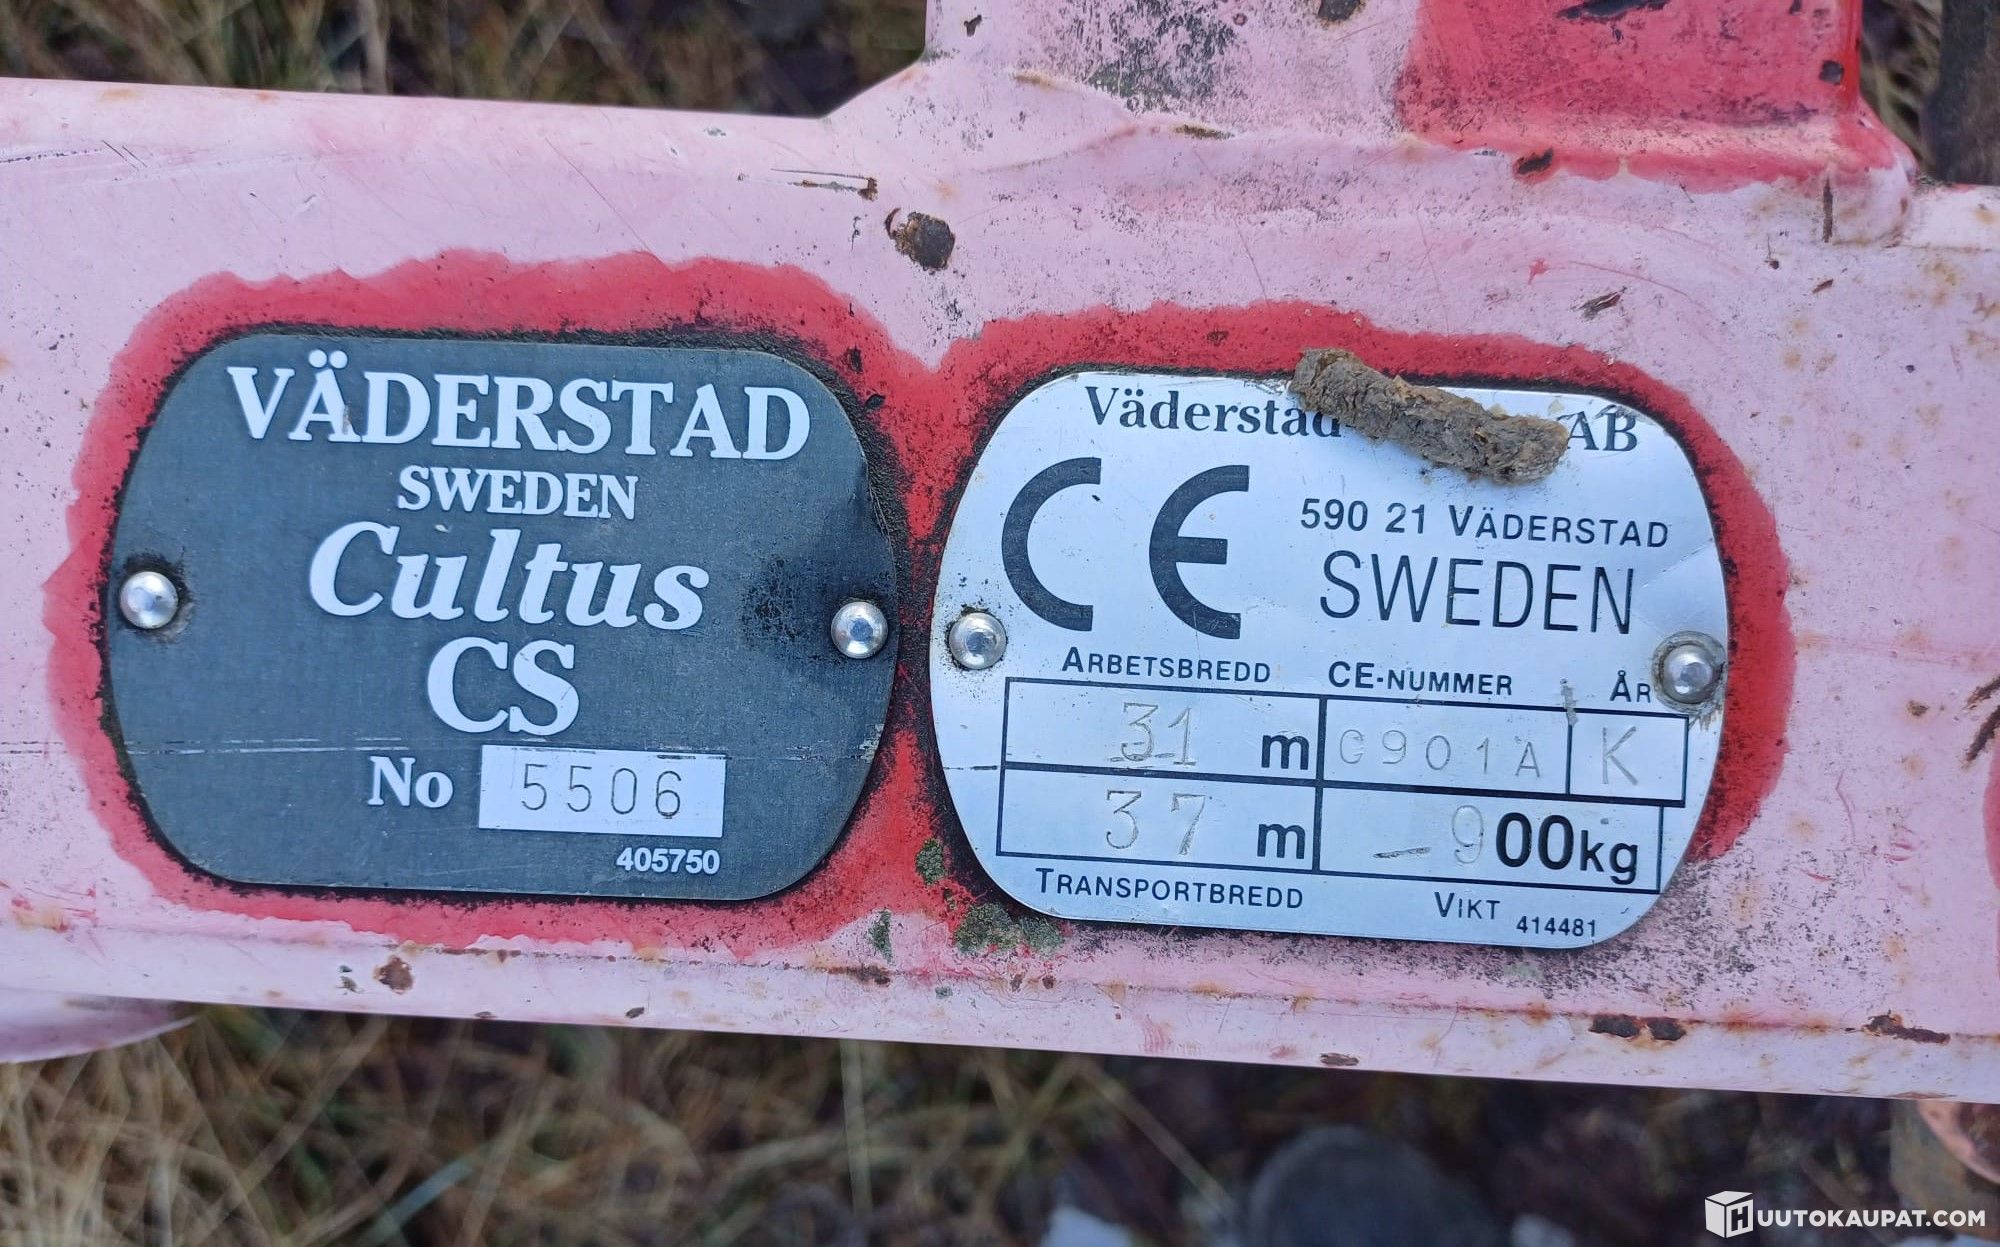 VÄDERSTAD
SWEDEN
Cultus
CS
No 5506
405750
Väderstad AB
CE
590 21 VÄDERSTAD
SWEDEN
ARBETSBREDD CE-NUMMER ÅR
31 m C901A K
37 m _900kg
TRANSPORTBREDD VIKT 414481
HUUTOKAUPAT.COM